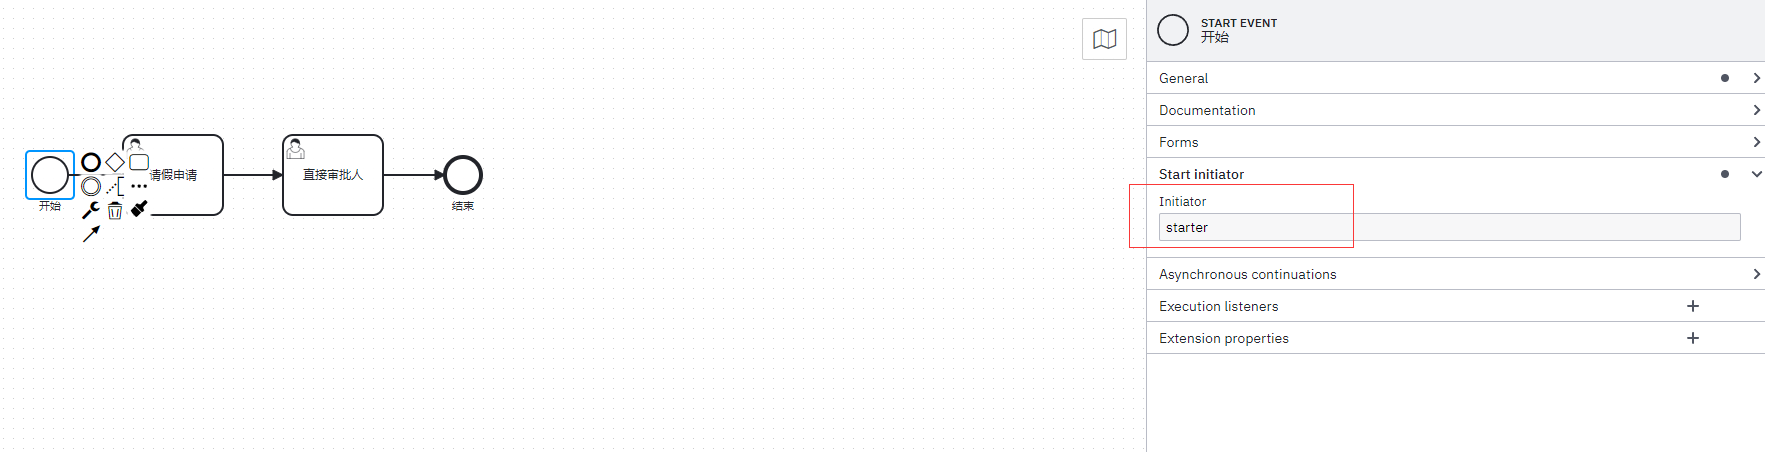 START EVENT
开始
General
Documentation
Forms
Start initiator
Initiator
starter
Asynchronous continuations
Execution listeners
Extension properties
开始
请假申请
直接审批人
结束